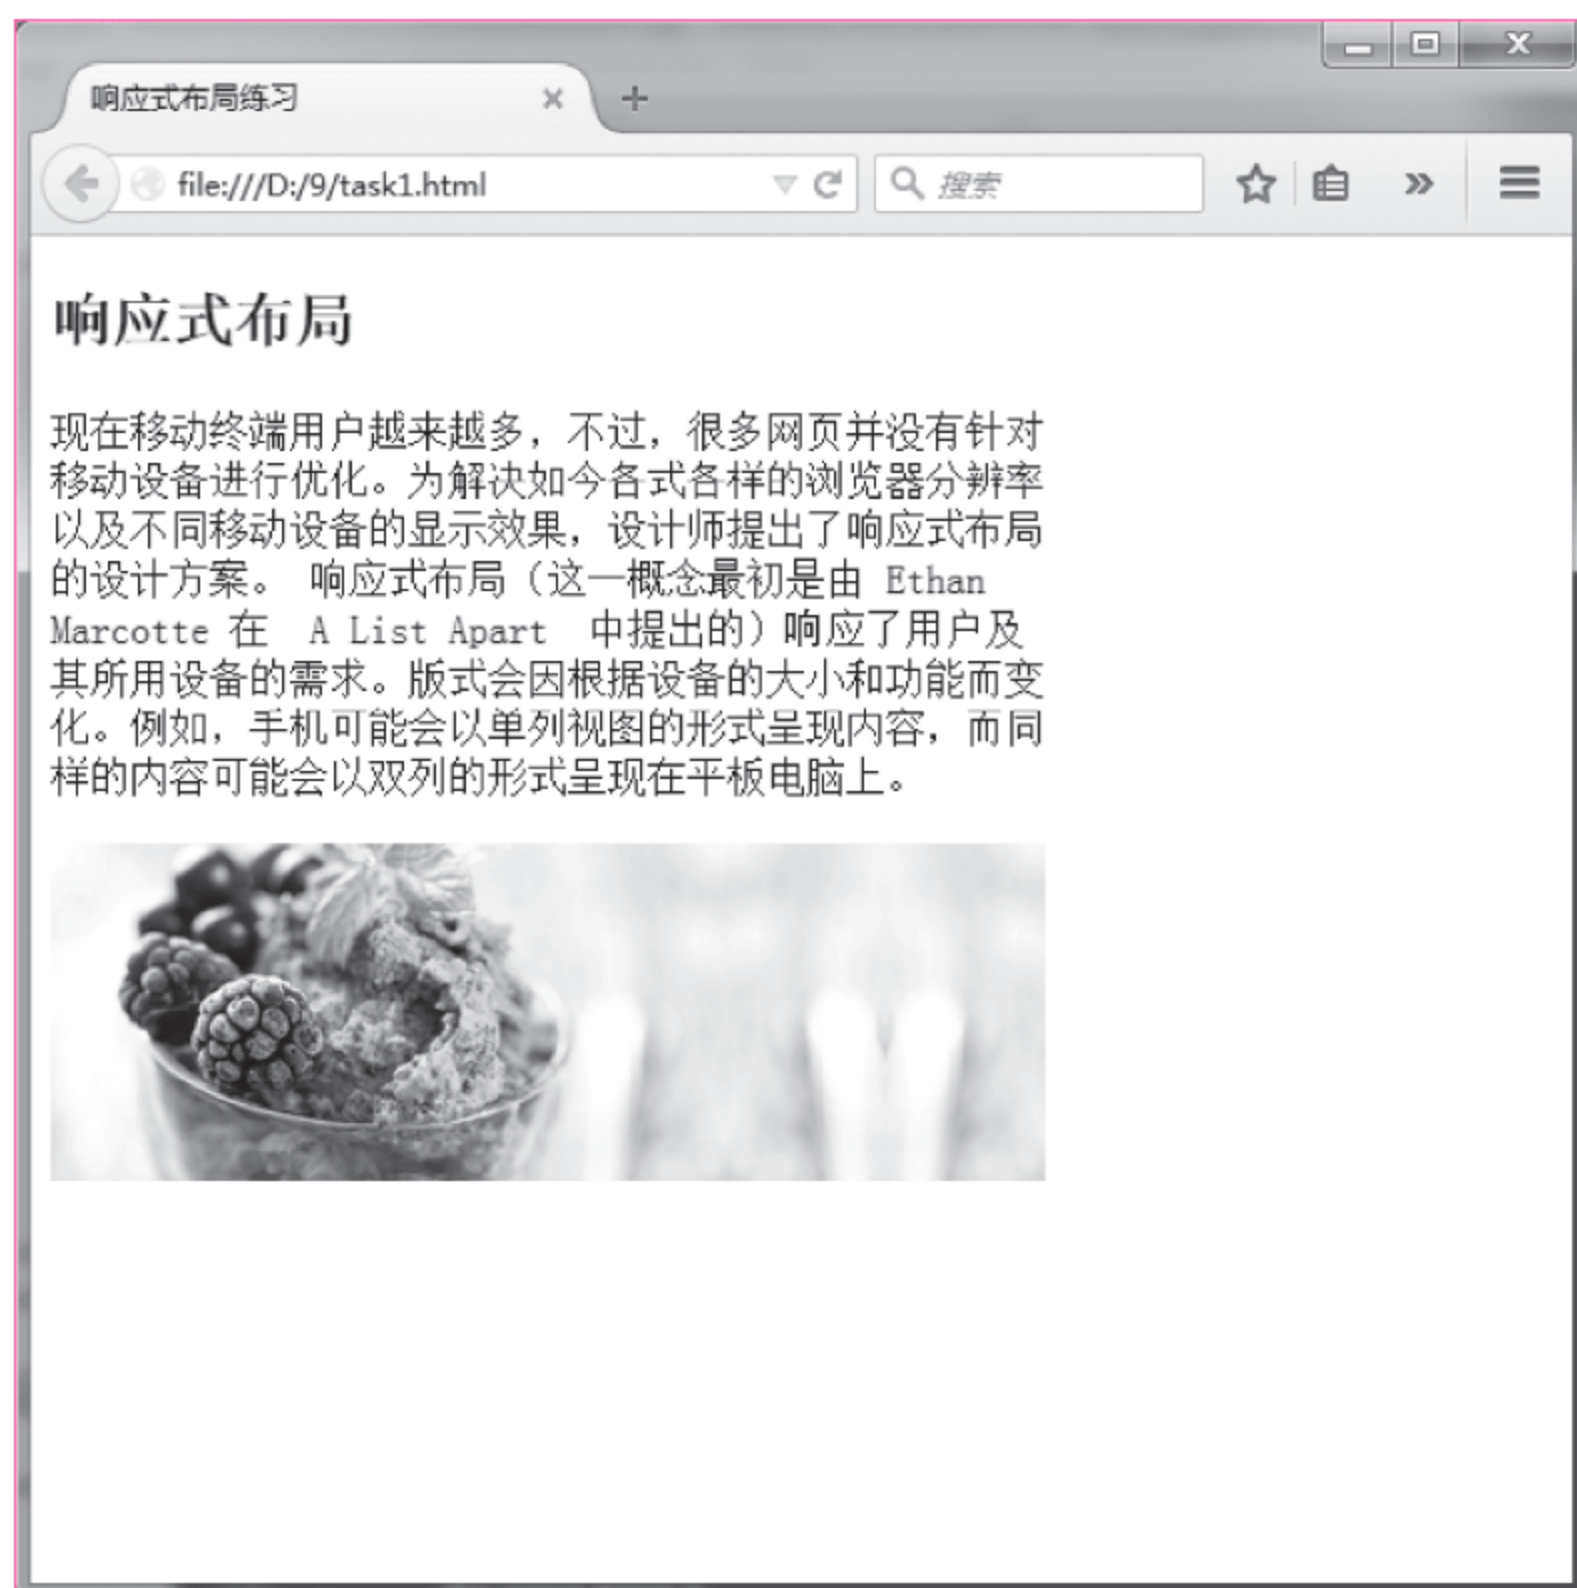 响应式布局练习
file:///D:/9/task1.html
搜索
响应式布局
现在移动终端用户越来越多，不过，很多网页并没有针对
移动设备进行优化。为解决如今各式各样的浏览器分辨率
以及不同移动设备的显示效果，设计师提出了响应式布局
的设计方案。 响应式布局（这一概念最初是由 Ethan
Marcotte 在 A List Apart 中提出的）响应了用户及
其所用设备的需求。版式会因根据设备的大小和功能而变
化。例如，手机可能会以单列视图的形式呈现内容，而同
样的内容可能会以双列的形式呈现在平板电脑上。